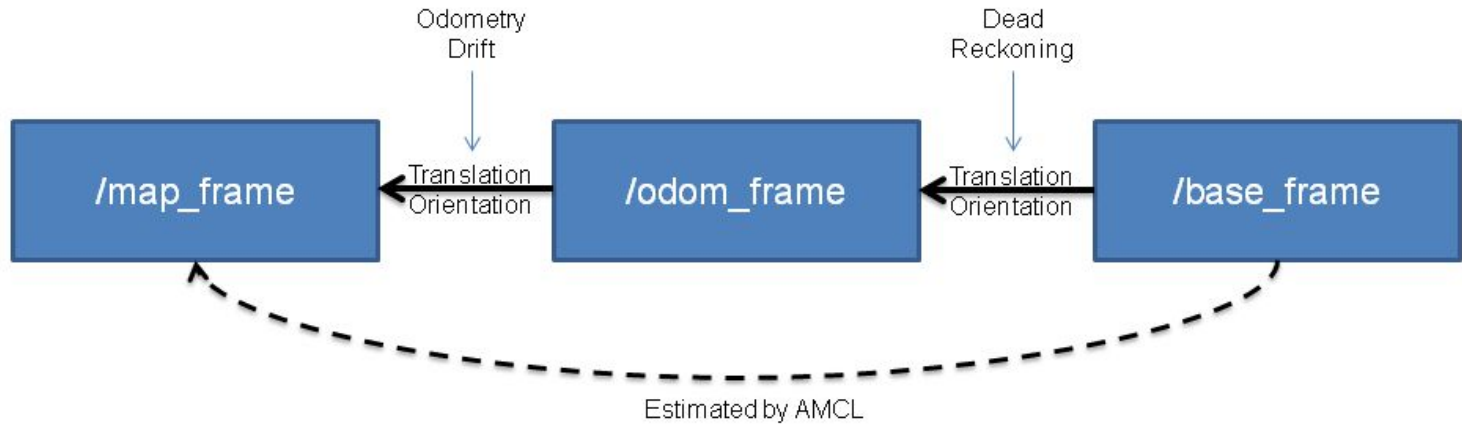 Odometry
Drift
Dead
Reckoning
/map_frame
Translation
Orientation
/odom_frame
Translation
Orientation
/base_frame
Estimated by AMCL